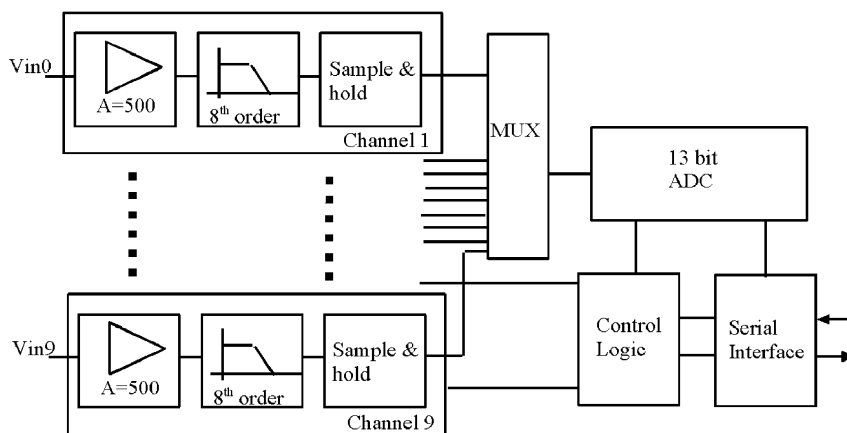 Vin0
A=500
8th order
Sample &
hold
Channel 1
MUX
13 bit
ADC
Vin9
A=500
8th order
Sample &
hold
Channel 9
Control
Logic
Serial
Interface